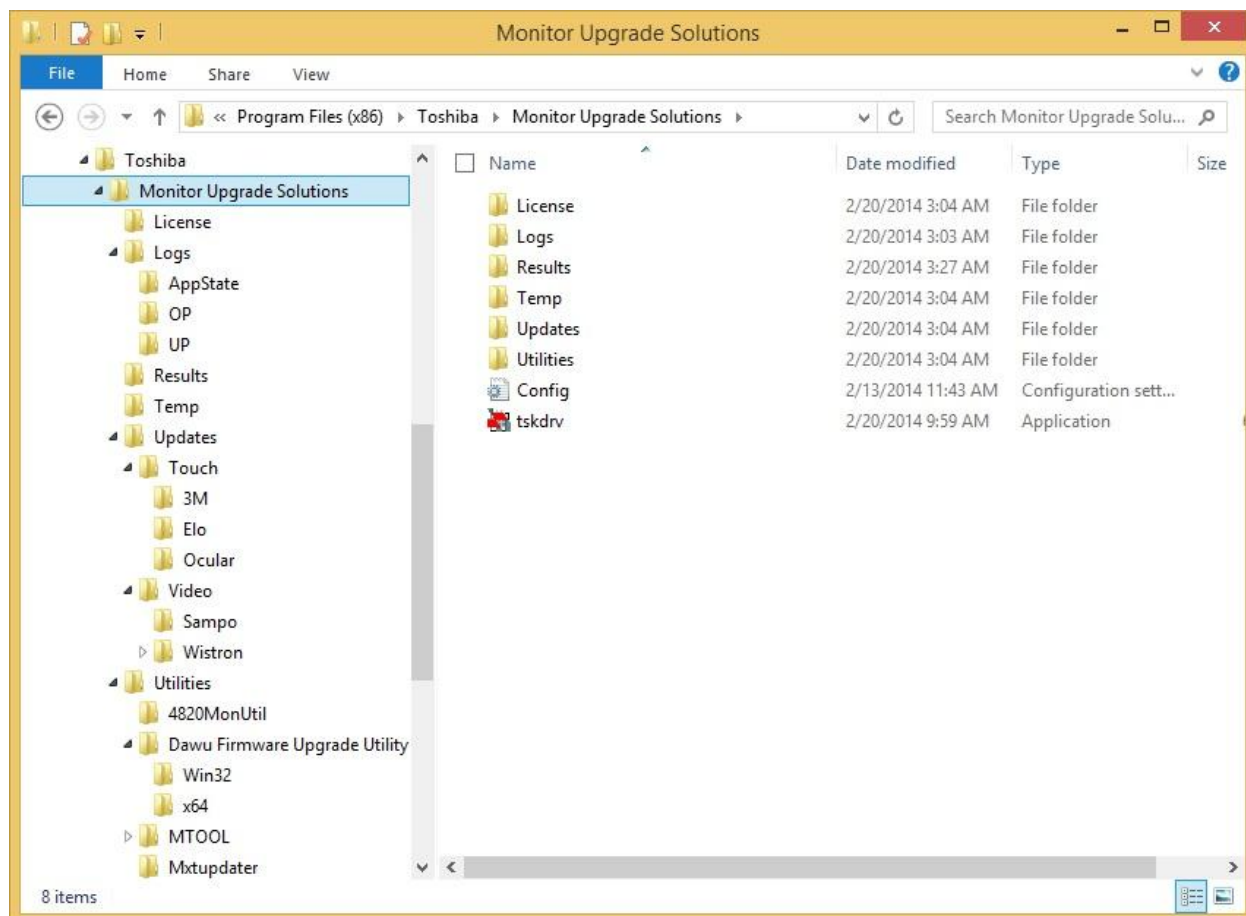 Monitor Upgrade Solutions
File Home Share View
« Program Files (x86) Toshiba Monitor Upgrade Solutions Search Monitor Upgrade Solu...
Toshiba
Monitor Upgrade Solutions
License
Logs
AppState
OP
UP
Results
Temp
Updates
Touch
3M
Elo
Ocular
Video
Sampo
Wistron
Utilities
4820MonUtil
Dawu Firmware Upgrade Utility
Win32
x64
MTOOL
Mxtupdater
Name Date modified Type Size
License 2/20/2014 3:04 AM File folder
Logs 2/20/2014 3:03 AM File folder
Results 2/20/2014 3:27 AM File folder
Temp 2/20/2014 3:04 AM File folder
Updates 2/20/2014 3:04 AM File folder
Utilities 2/20/2014 3:04 AM File folder
Config 2/13/2014 11:43 AM Configuration sett...
tskdrv 2/20/2014 9:59 AM Application
8 items